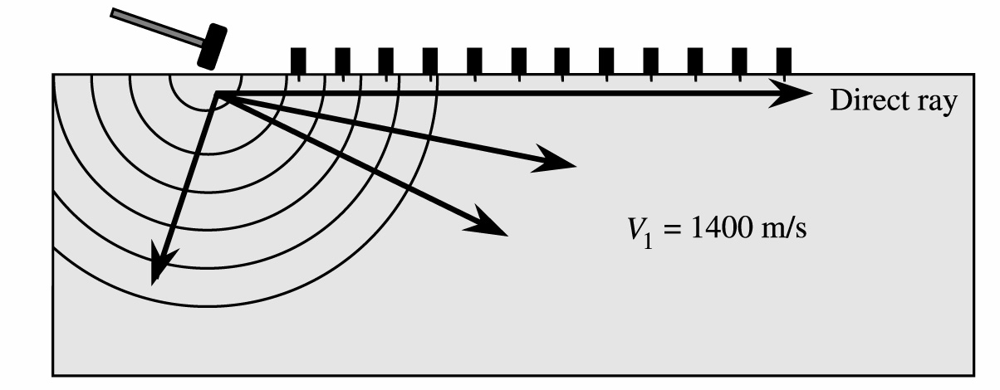 Direct ray
V₁ = 1400 m/s